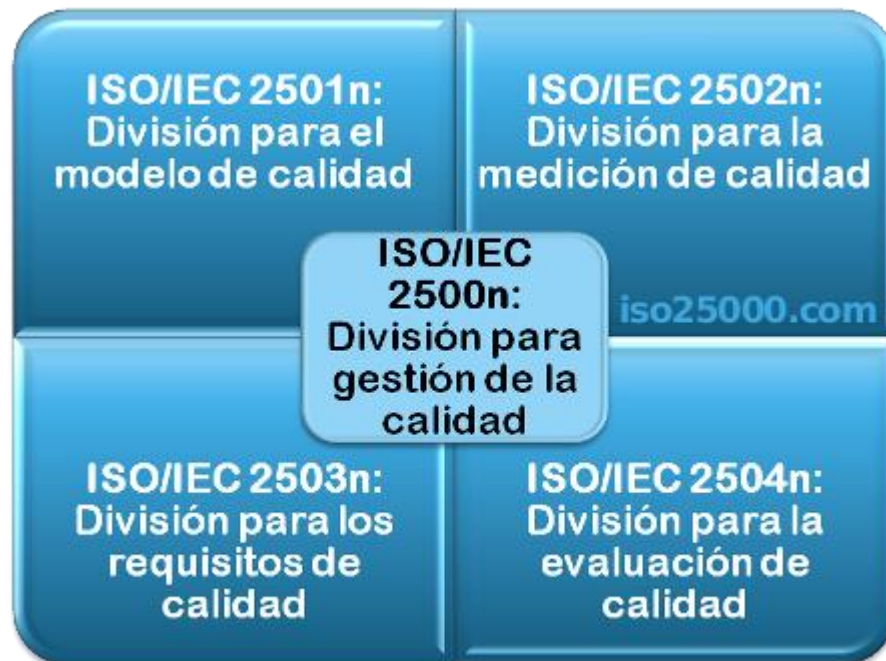 ISO/IEC 2501n:
División para el
modelo de calidad
ISO/IEC 2502n:
División para la
medición de calidad
ISO/IEC
2500n:
División para
gestión de la
calidad
iso25000.com
ISO/IEC 2503n:
División para los
requisitos de
calidad
ISO/IEC 2504n:
División para la
evaluación de
calidad